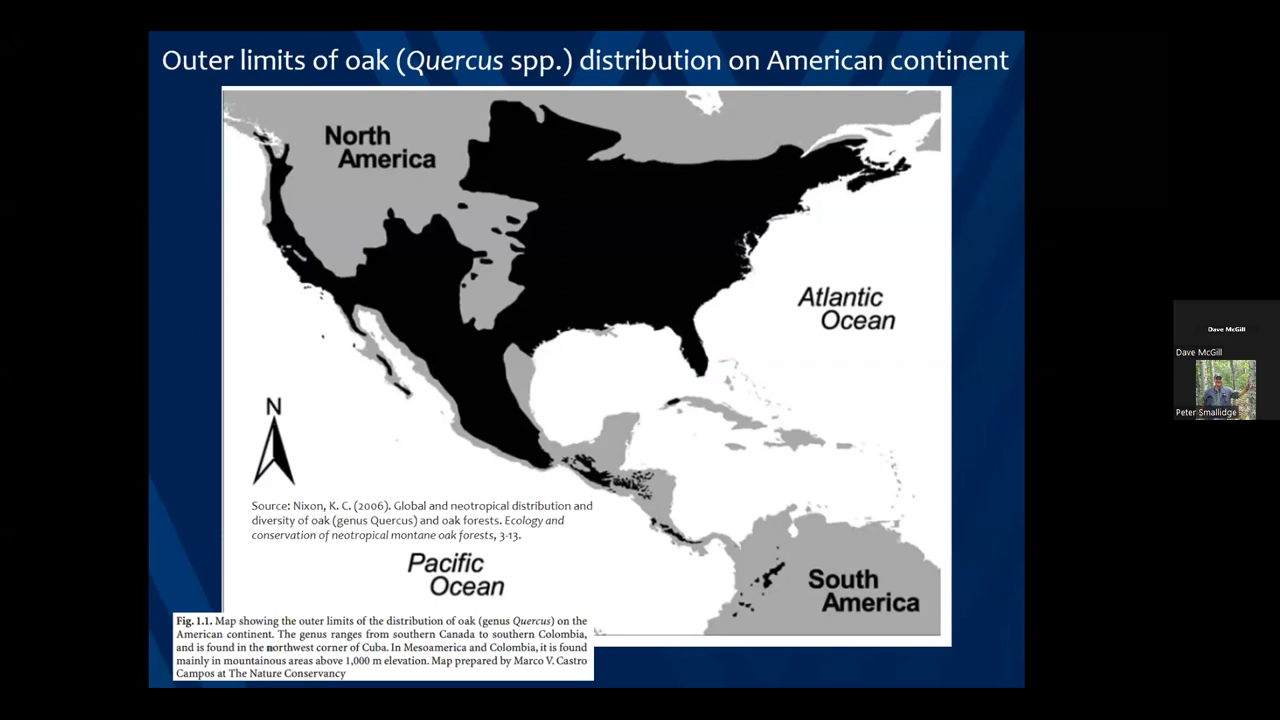 Outer limits of oak (Quercus spp.) distribution on American continent
North
America
Atlantic
Ocean
N
Source: Nixon, K. C. (2006). Global and neotropical distribution and
diversity of oak (genus Quercus) and oak forests. Ecology and
conservation of neotropical montane oak forests, 3-13.
Pacific
Ocean
South
America
Fig. 1.1. Map showing the outer limits of the distribution of oak (genus Quercus) on the
American continent. The genus ranges from southern Canada to southern Colombia,
and is found in the northwest corner of Cuba. In Mesoamerica and Colombia, it is found
mainly in mountainous areas above 1,000 m elevation. Map prepared by Marco V. Castro
Campos at The Nature Conservancy
Dave McGill
Dave McGill
Peter Smallidge